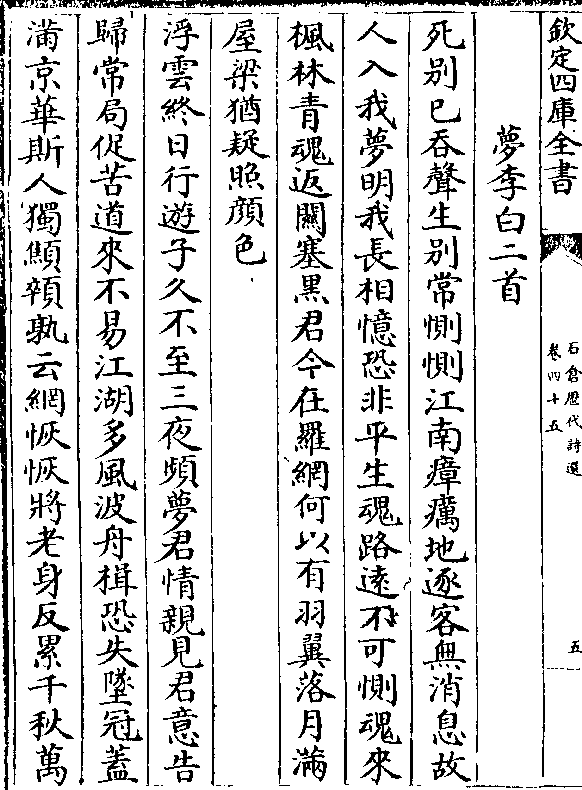 欽定四庫全書
石倉歷代詩選
卷四十五
五
夢李白二首
死别已吞聲生别常惻惻江南瘴癘地逐客無消息故
人入我夢明我長相憶恐非平生魂路逺不可惻魂來
楓林青魂返關塞黑君今在羅網何以有羽翼落月滿
屋梁猶疑照顔色
浮雲終日行遊子久不至三夜頻夢君情親見君意告
歸常局促苦道來不易江湖多風波舟楫恐失墜冠蓋
滿京華斯人獨顦顇孰云網恢恢將老身反累千秋萬